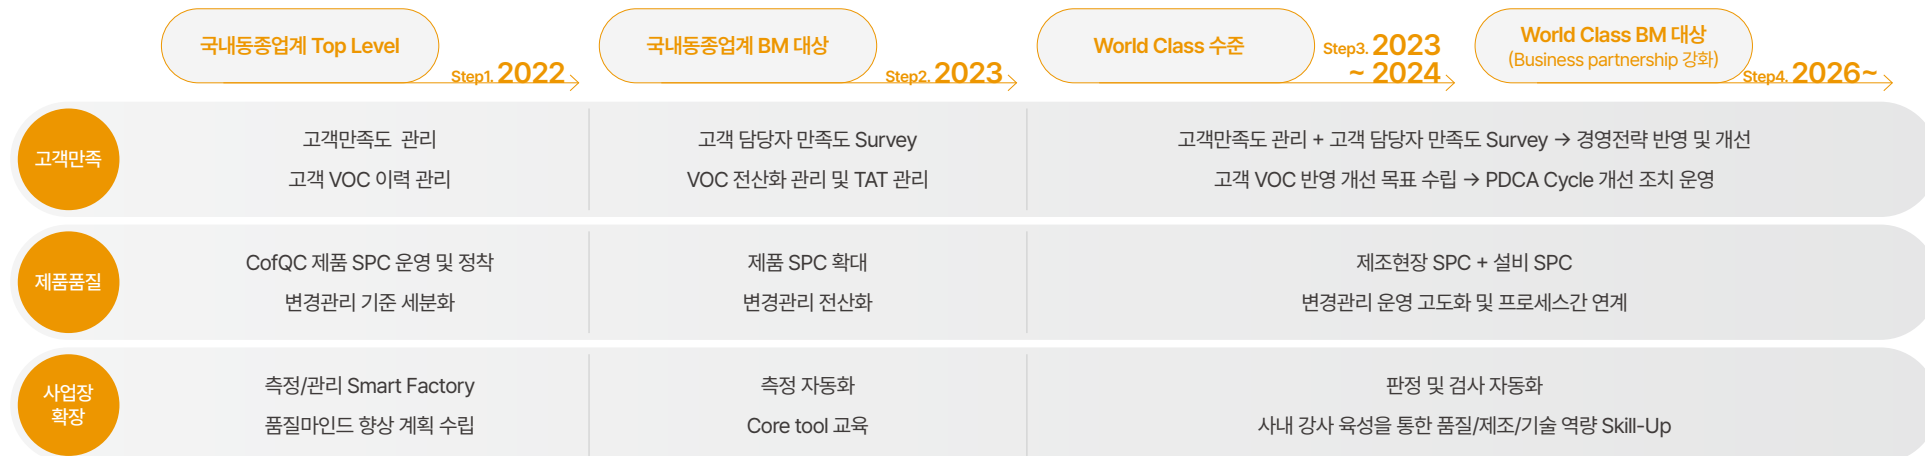 국내동종업계 Top Level
Step1. 2022
국내동종업계 BM 대상
Step2. 2023
World Class 수준
Step3. 2023
~ 2024
World Class BM 대상
(Business partnership 강화)
Step4. 2026~
고객만족
고객만족도 관리
고객 VOC 이력 관리
고객 담당자 만족도 Survey
VOC 전산화 관리 및 TAT 관리
고객만족도 관리 + 고객 담당자 만족도 Survey → 경영전략 반영 및 개선
고객 VOC 반영 개선 목표 수립 → PDCA Cycle 개선 조치 운영
제품품질
CofQC 제품 SPC 운영 및 정착
변경관리 기준 세분화
제품 SPC 확대
변경관리 전산화
제조현장 SPC + 설비 SPC
변경관리 운영 고도화 및 프로세스간 연계
사업장
확장
측정/관리 Smart Factory
품질마인드 향상 계획 수립
측정 자동화
Core tool 교육
판정 및 검사 자동화
사내 강사 육성을 통한 품질/제조/기술 역량 Skill-Up